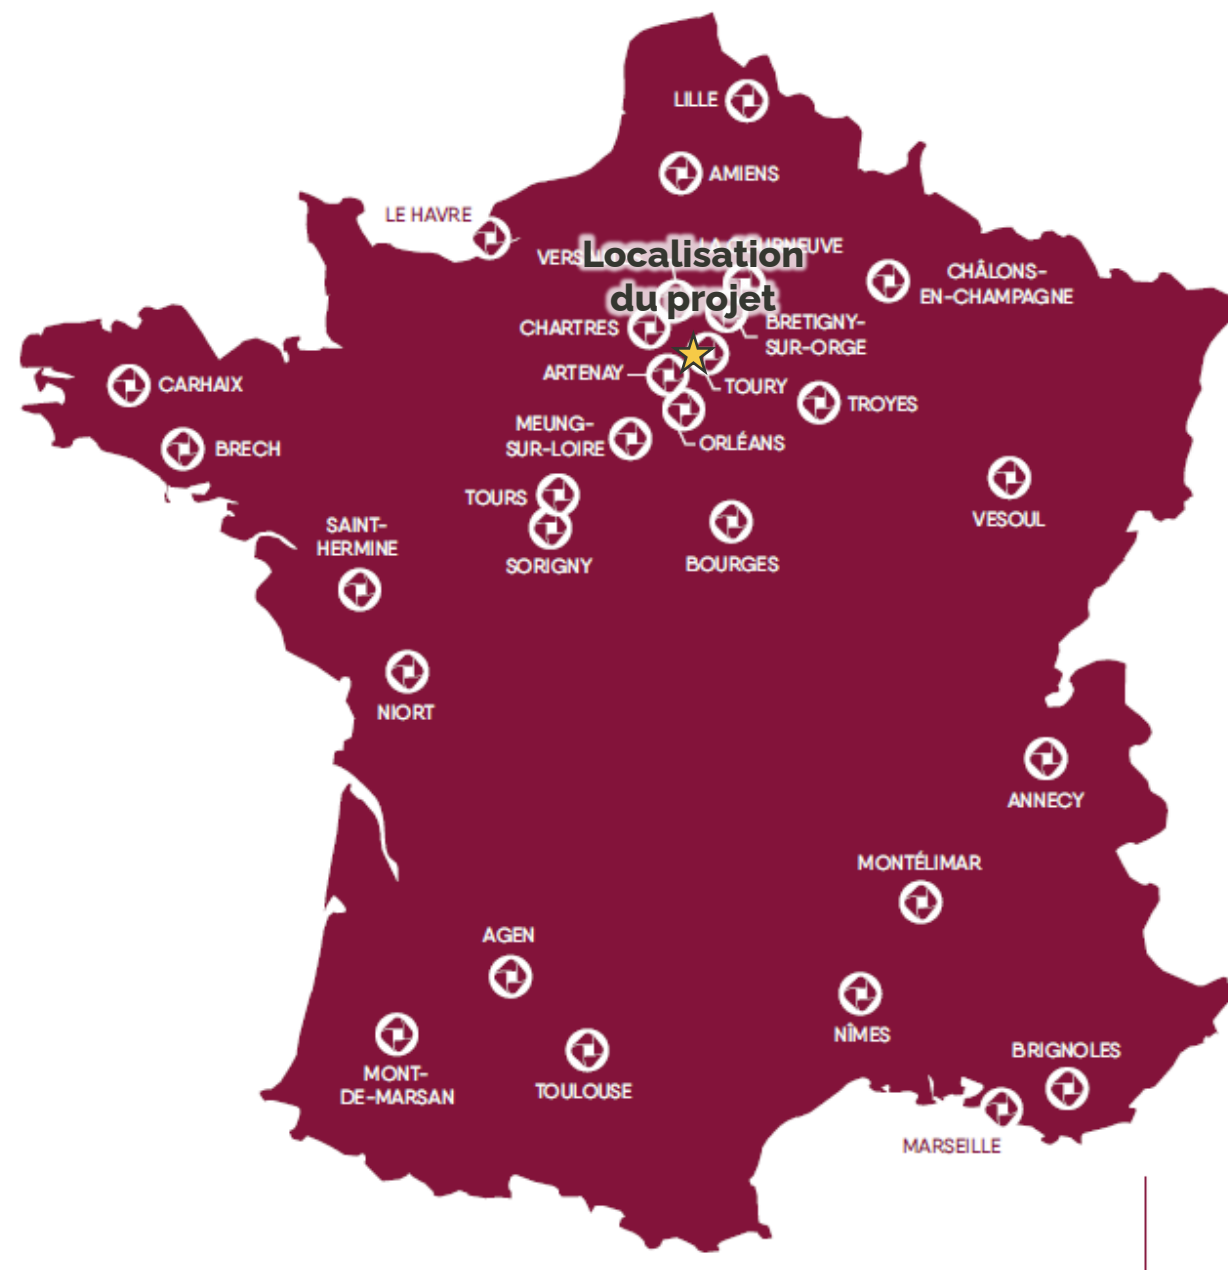 LILLE
AMIENS
LE HAVRE
Localisation
du projet
CHÂLONS-
EN-CHAMPAGNE
CHARTRES
BRETIGNY-
SUR-ORGE
ARTENAY
TOURY
CARHAIX
TROYES
MEUNG-
SUR-LOIRE
ORLÉANS
BRECH
TOURS
VESOUL
SAINT-
HERMINE
SORIGNY
BOURGES
NIORT
ANNECY
MONTÉLIMAR
AGEN
NÎMES
BRIGNOLES
MONT-
DE-MARSAN
TOULOUSE
MARSEILLE